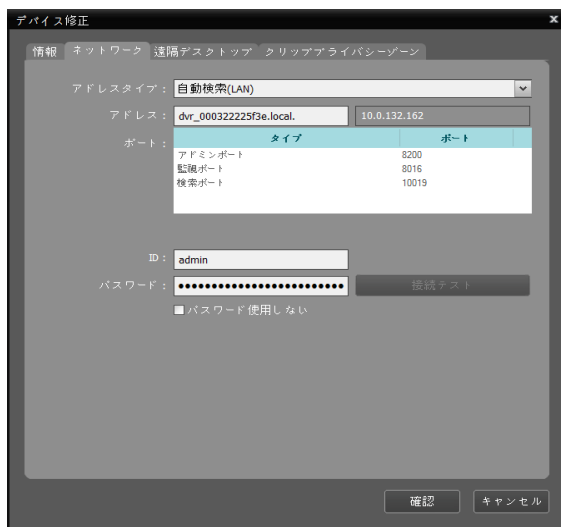 デバイス修正 x
情報 ネットワーク 遠隔デスクトップ クリッププライバシーゾーン
アドレスタイプ : 自動検索(LAN)
アドレス : dvr_000322225f3e.local. 10.0.132.162
ポート : タイプ ポート
アドミンポート 8200
監視ポート 8016
検索ポート 10019
ID : admin
パスワード : ●●●●●●●●●●●●●●●●●●●●●●●●● 接続テスト
パスワード使用しない
確認 キャンセル